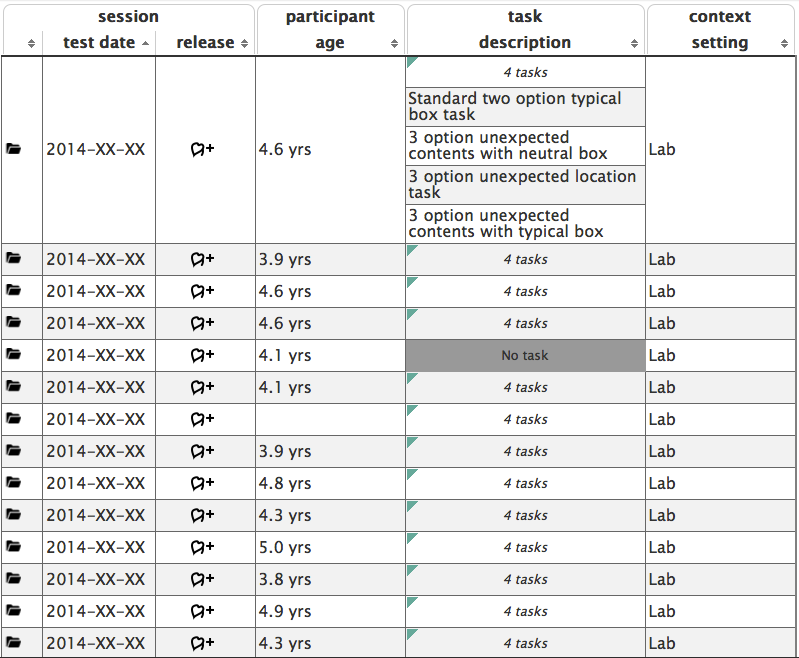 session participant task context
test date release age description setting
4 tasks
Standard two option typical
box task
3 option unexpected
contents with neutral box
2014-XX-XX + 4.6 yrs Lab
3 option unexpected location
task
3 option unexpected
contents with typical box
2014-XX-XX + 3.9 yrs 4 tasks Lab
2014-XX-XX + 4.6 yrs 4 tasks Lab
2014-XX-XX + 4.6 yrs 4 tasks Lab
2014-XX-XX + 4.1 yrs No task Lab
2014-XX-XX + 4.1 yrs 4 tasks Lab
2014-XX-XX + 4 tasks Lab
2014-XX-XX + 3.9 yrs 4 tasks Lab
2014-XX-XX + 4.8 yrs 4 tasks Lab
2014-XX-XX + 4.3 yrs 4 tasks Lab
2014-XX-XX + 5.0 yrs 4 tasks Lab
2014-XX-XX + 3.8 yrs 4 tasks Lab
2014-XX-XX + 4.9 yrs 4 tasks Lab
2014-XX-XX + 4.3 yrs 4 tasks Lab